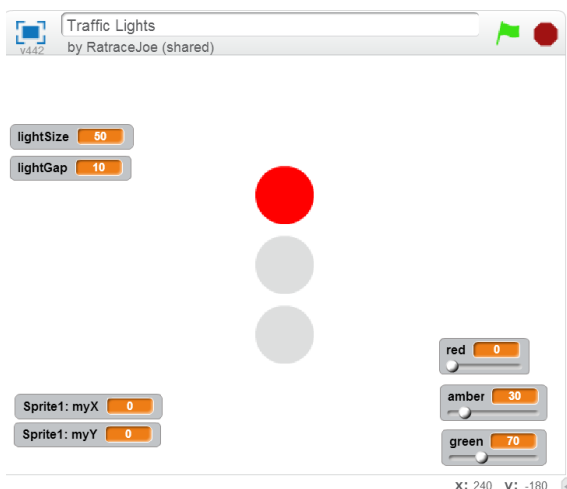 Traffic Lights
v442
by RatraceJoe (shared)
lightSize 50
lightGap 10
red 0
amber 30
Sprite1: myX 0
Sprite1: myY 0
green 70
X: 240 Y: -180